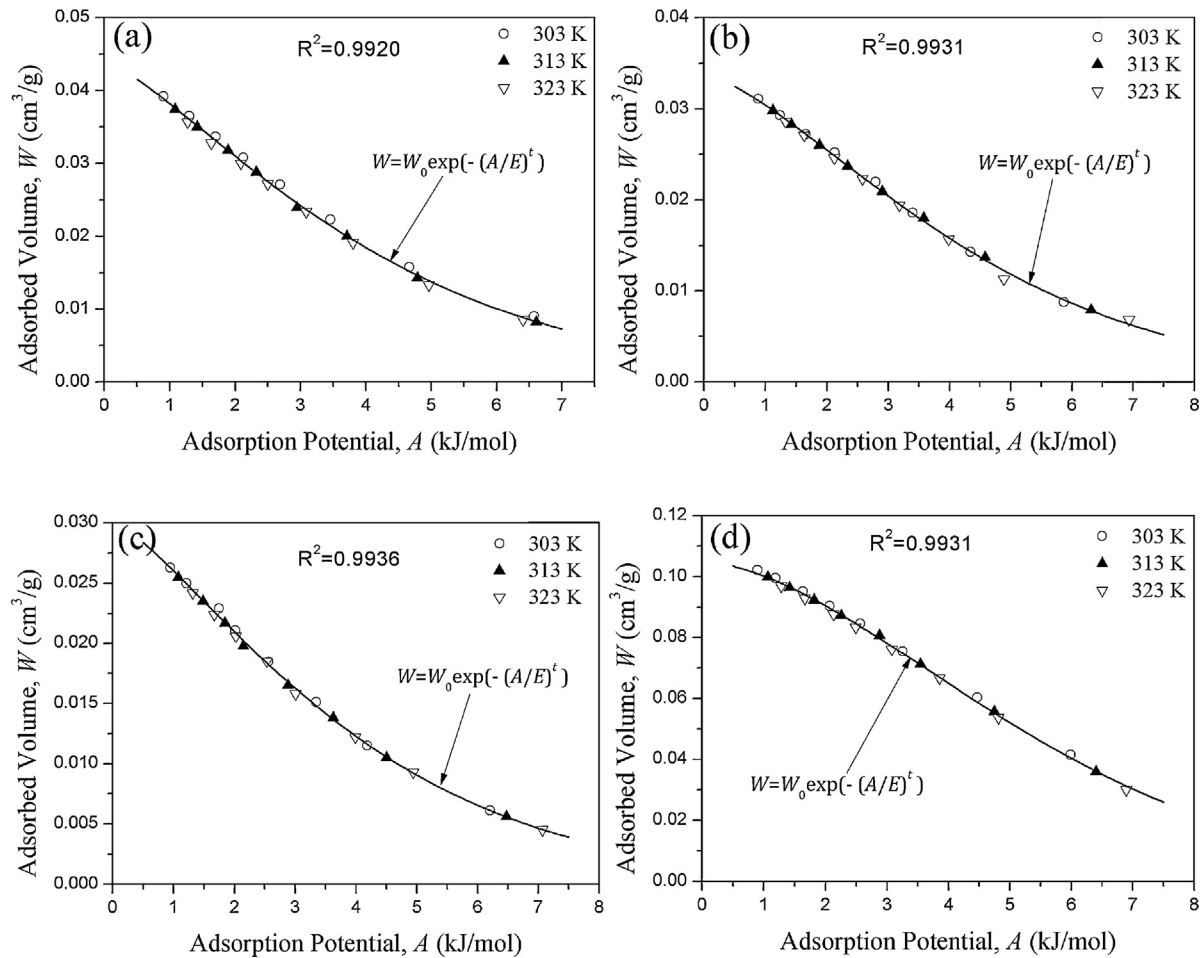 (a)
R²=0.9920
303 K
313 K
323 K
W=W₀exp(-(A/E)ᵗ)
0.05
0.04
0.03
0.02
0.01
0.00
Adsorbed Volume, W (cm³/g)
0 1 2 3 4 5 6 7
Adsorption Potential, A (kJ/mol)
(b)
R²=0.9931
303 K
313 K
323 K
W=W₀exp(-(A/E)ᵗ)
0.04
0.03
0.02
0.01
0.00
Adsorbed Volume, W (cm³/g)
0 1 2 3 4 5 6 7 8
Adsorption Potential, A (kJ/mol)
(c)
R²=0.9936
303 K
313 K
323 K
W=W₀exp(-(A/E)ᵗ)
0.030
0.025
0.020
0.015
0.010
0.005
0.000
Adsorbed Volume, W (cm³/g)
0 1 2 3 4 5 6 7 8
Adsorption Potential, A (kJ/mol)
(d)
R²=0.9931
303 K
313 K
323 K
W=W₀exp(-(A/E)ᵗ)
0.12
0.10
0.08
0.06
0.04
0.02
0.00
Adsorbed Volume, W (cm³/g)
0 1 2 3 4 5 6 7 8
Adsorption Potential, A (kJ/mol)